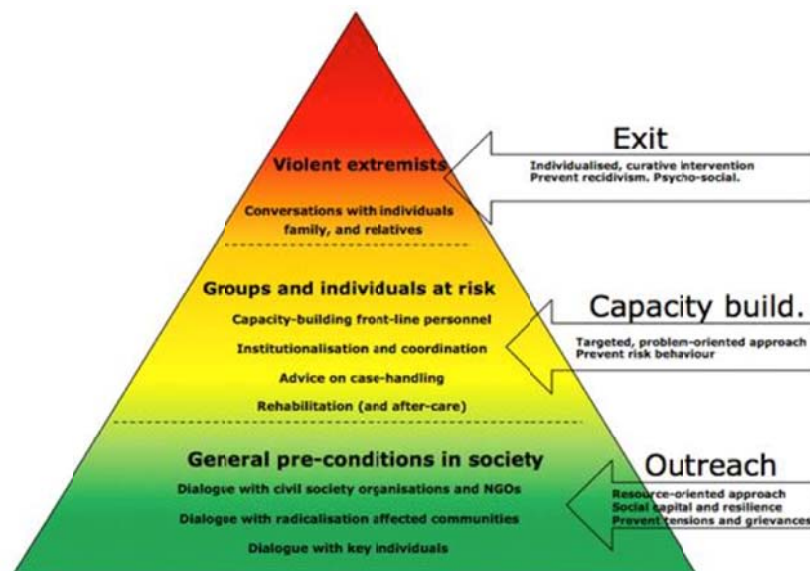 Exit
Individualised, curative intervention
Prevent recidivism. Psycho-social.
Violent extremists
Conversations with individuals
family, and relatives
Groups and individuals at risk
Capacity-building front-line personnel
Institutionalisation and coordination
Advice on case-handling
Rehabilitation (and after-care)
Capacity build.
Targeted, problem-oriented approach
Prevent risk behaviour
General pre-conditions in society
Dialogue with civil society organisations and NGOs
Dialogue with radicalisation affected communities
Dialogue with key individuals
Outreach
Resource-oriented approach
Social capital and resilience
Prevent tensions and grievances